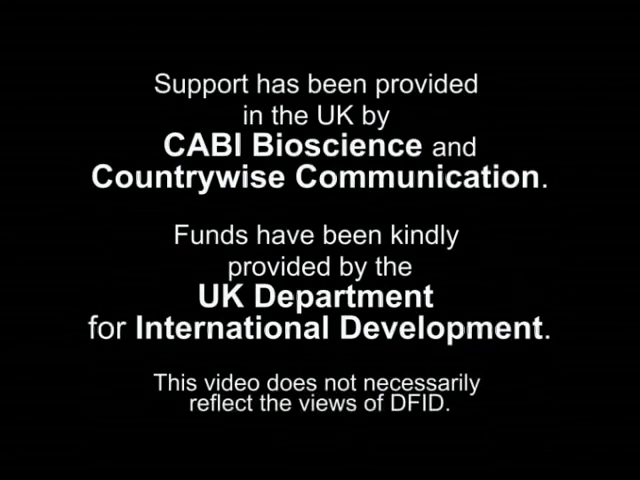 Support has been provided
in the UK by
CABI Bioscience and
Countrywise Communication.
Funds have been kindly
provided by the
UK Department
for International Development.
This video does not necessarily
reflect the views of DFID.